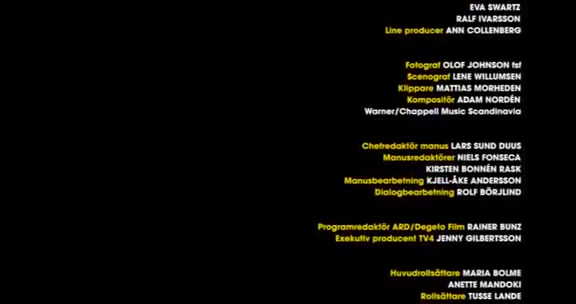 EVA SWARTZ
RALF IVARSSON
Line producer ANN COLLENBERG
Fotograf OLOF JOHNSON fsf
Scenograf LENE WILLUMSEN
Klippare MATTIAS MORHEDEN
Kompositör ADAM NORDÉN
Warner/Chappell Music Scandinavia
Chefredaktör manus LARS SUND DUUS
Manusredaktörer NIELS FONSECA
KIRSTEN BONNÉN RASK
Manusbearbetning KJELL-ÅKE ANDERSSON
Dialogbearbetning ROLF BÖRJLIND
Programredaktör ARD/Degeto Film RAINER BUNZ
Exekutiv producent TV4 JENNY GILBERTSSON
Huvudrollsättare MARIA BOLME
ANETTE MANDOKI
Rollsättare TUSSE LANDE